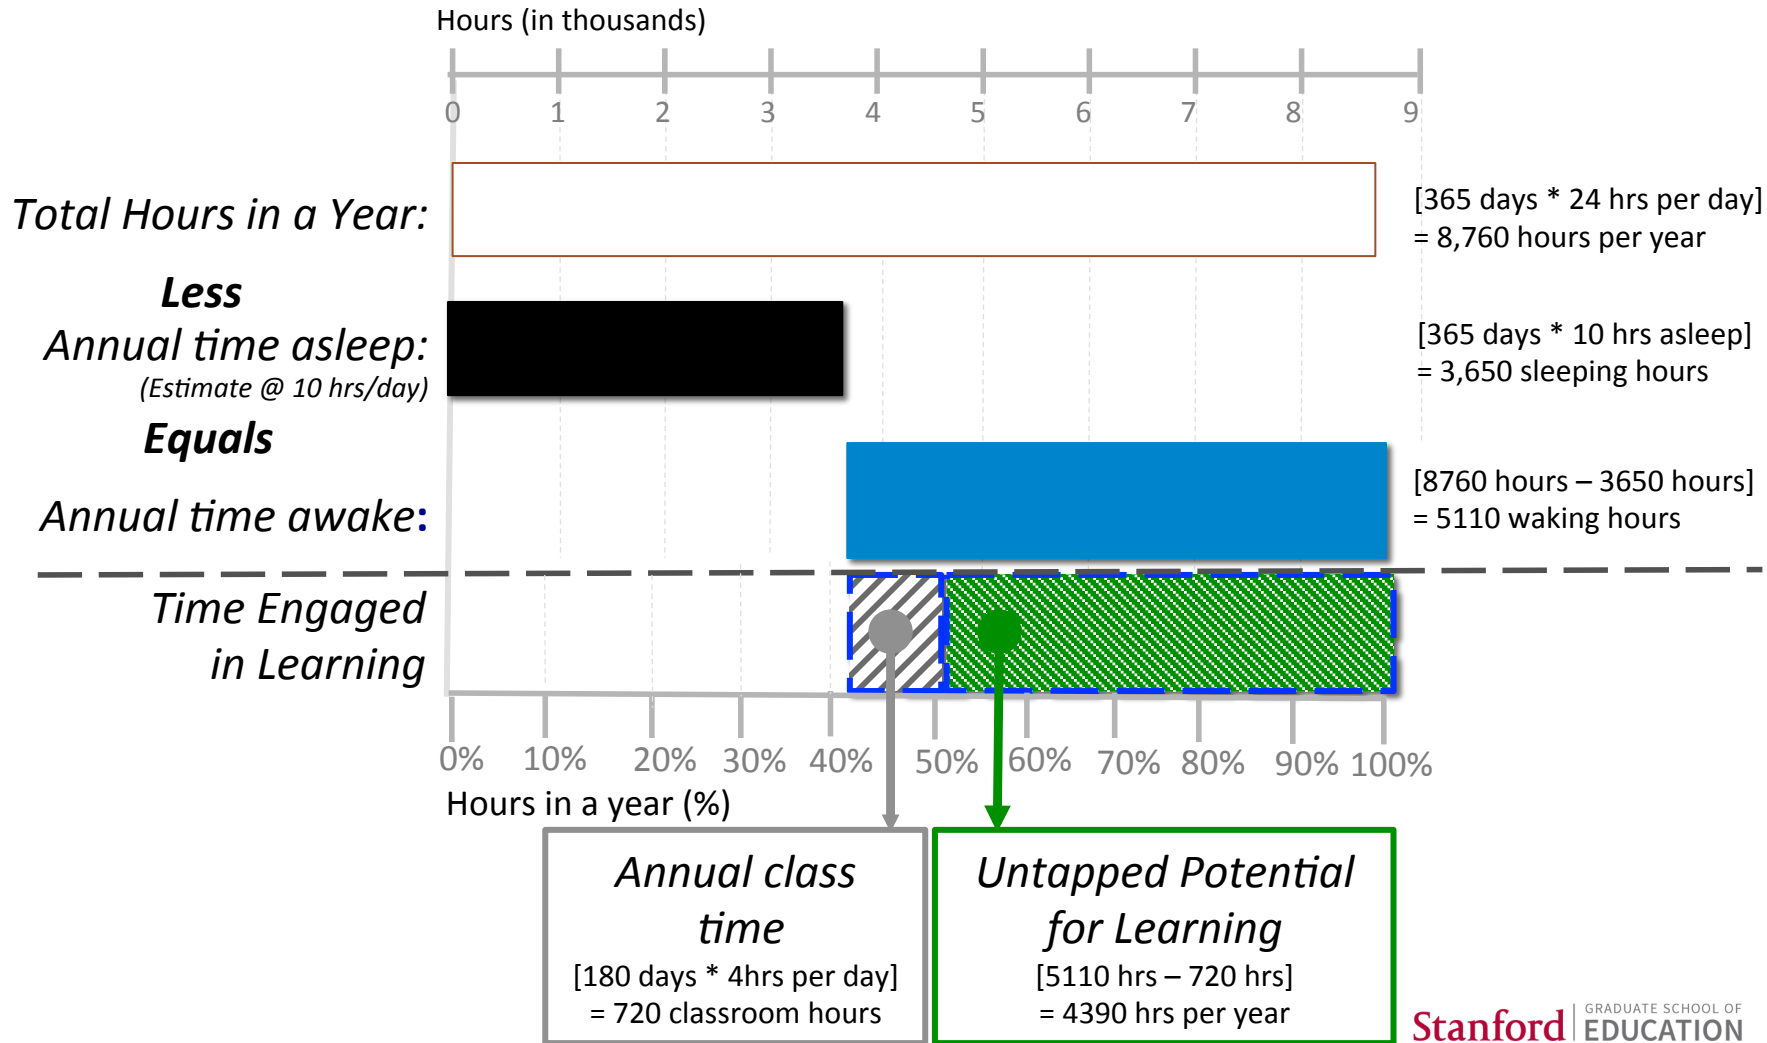 Hours (in thousands)
0 1 2 3 4 5 6 7 8 9
Total Hours in a Year:
[365 days * 24 hrs per day]
= 8,760 hours per year
Less
Annual time asleep:
(Estimate @ 10 hrs/day)
[365 days * 10 hrs asleep]
= 3,650 sleeping hours
Equals
Annual time awake:
[8760 hours – 3650 hours]
= 5110 waking hours
Time Engaged
in Learning
0% 10% 20% 30% 40% 50% 60% 70% 80% 90% 100%
Hours in a year (%)
Annual class
time
[180 days * 4hrs per day]
= 720 classroom hours
Untapped Potential
for Learning
[5110 hrs – 720 hrs]
= 4390 hrs per year
Stanford
GRADUATE SCHOOL OF
EDUCATION